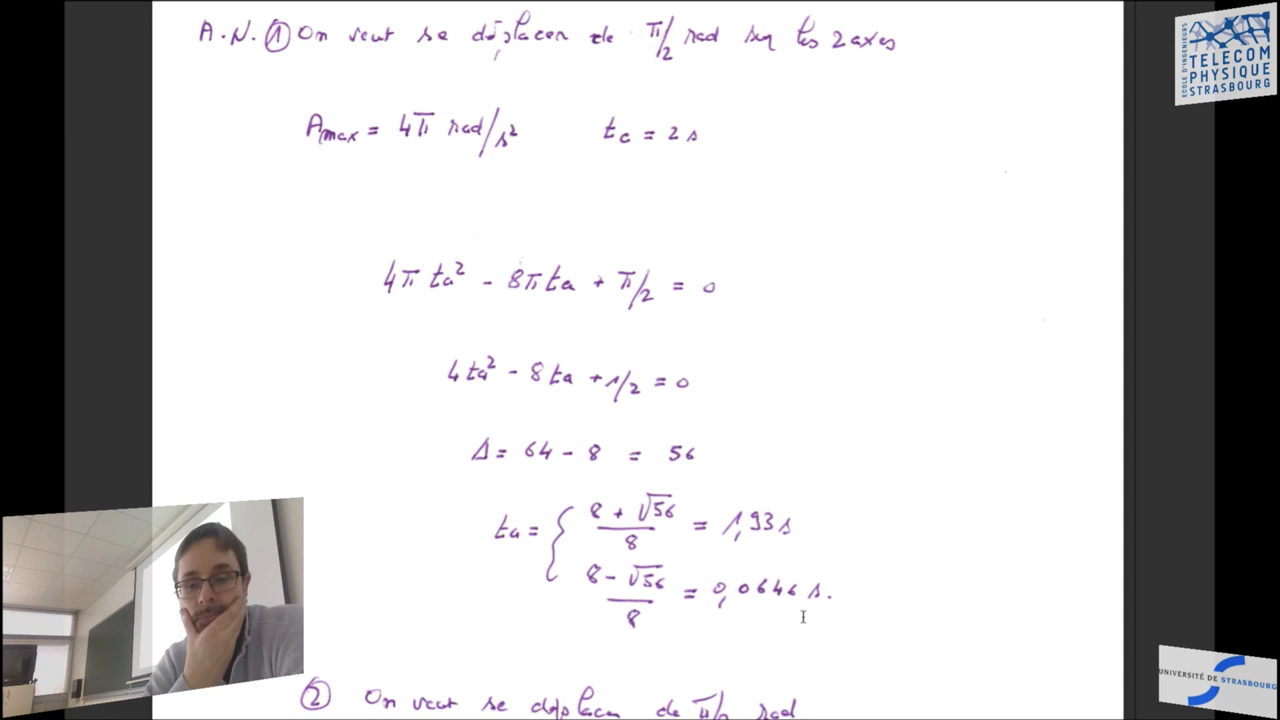 A.N. ① On veut se déplacer de π/2 rad sur les 2 axes
Amax = 4π rad/s² tc = 2 s
4π ta² - 8π ta + π/2 = 0
4 ta² - 8 ta + 1/2 = 0
Δ = 64 - 8 = 56
ta = { (8 + √56)/8 = 1,93 s
(8 - √56)/8 = 0,0646 s.
② On veut se déplacer de π/2 rad
ÉCOLE D'INGÉNIEURS
TELECOM
PHYSIQUE
STRASBOURG
UNIVERSITÉ DE STRASBOURG